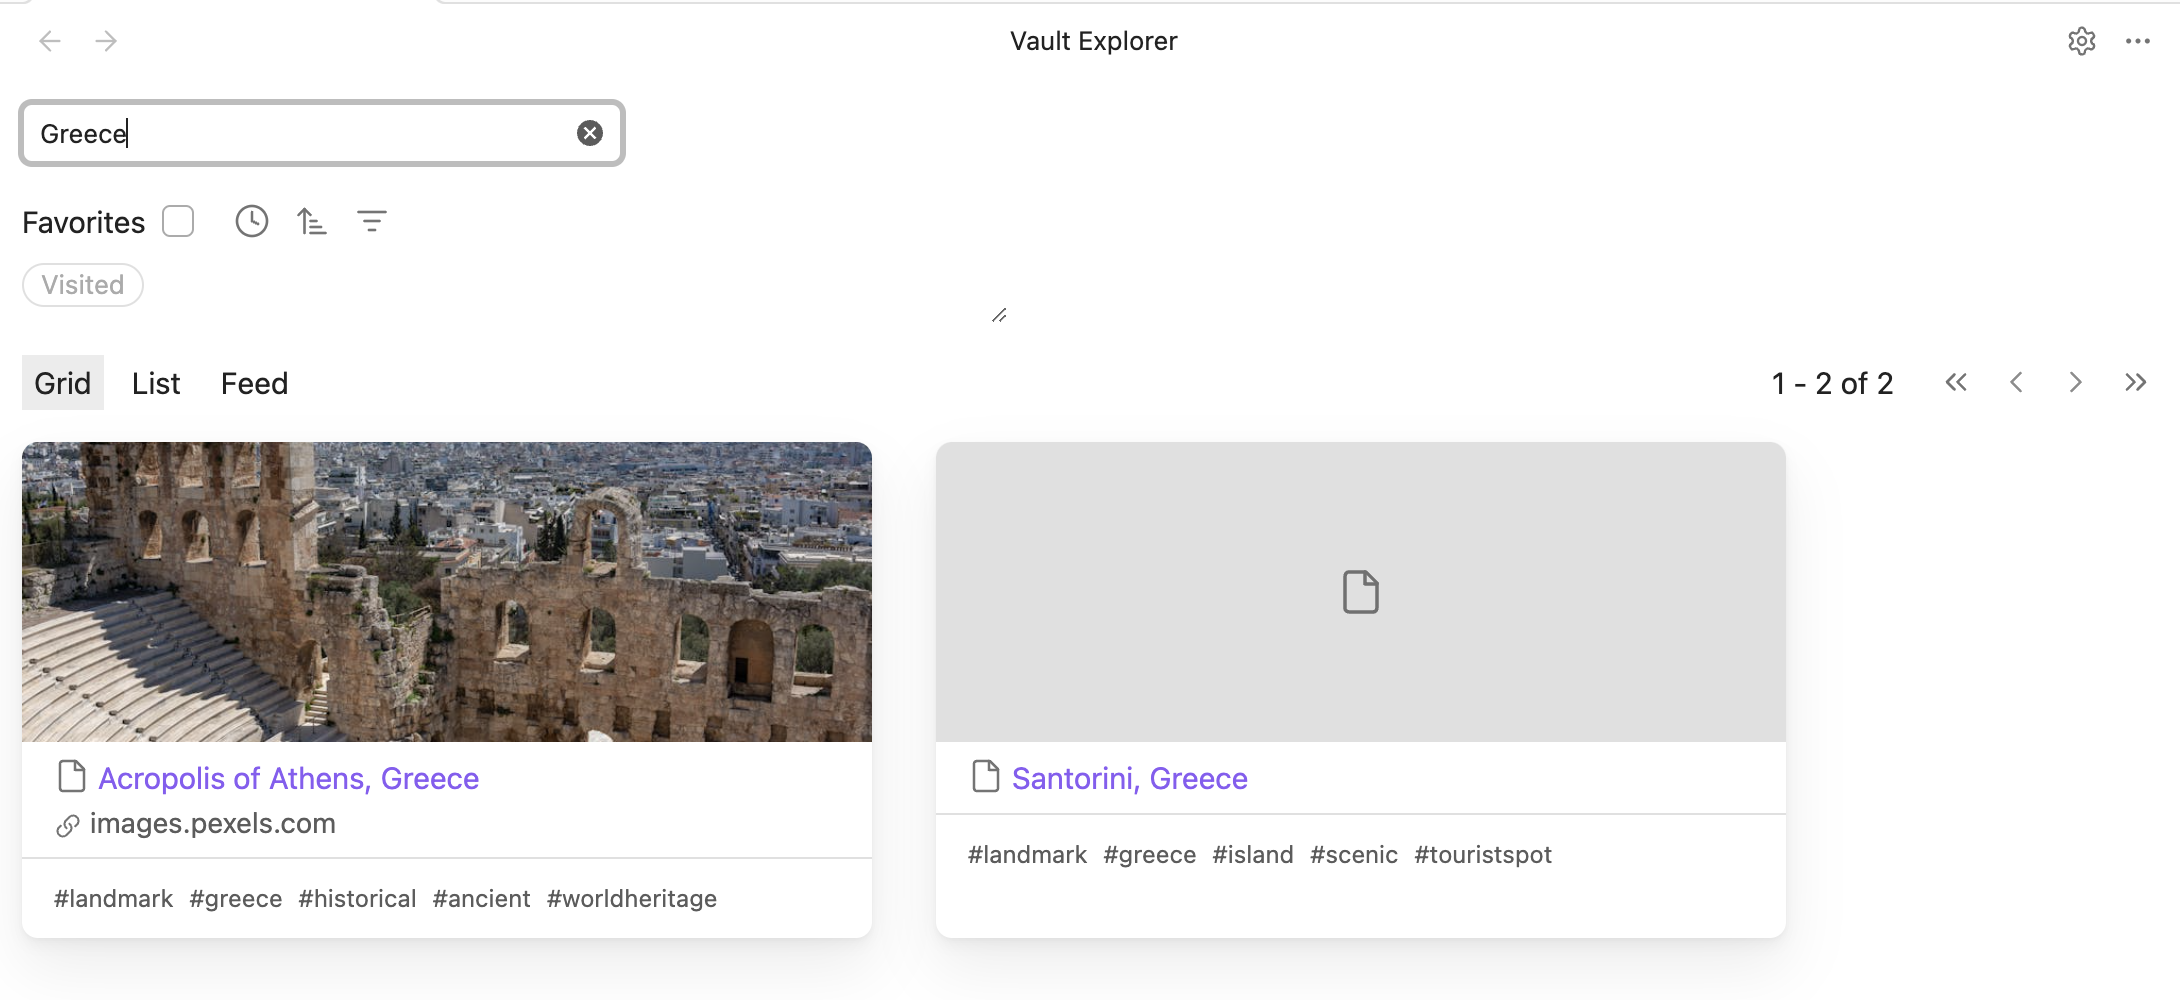 Vault Explorer
Greece
Favorites
Visited
Grid List Feed
1 - 2 of 2
Acropolis of Athens, Greece
images.pexels.com
#landmark #greece #historical #ancient #worldheritage
Santorini, Greece
#landmark #greece #island #scenic #touristspot